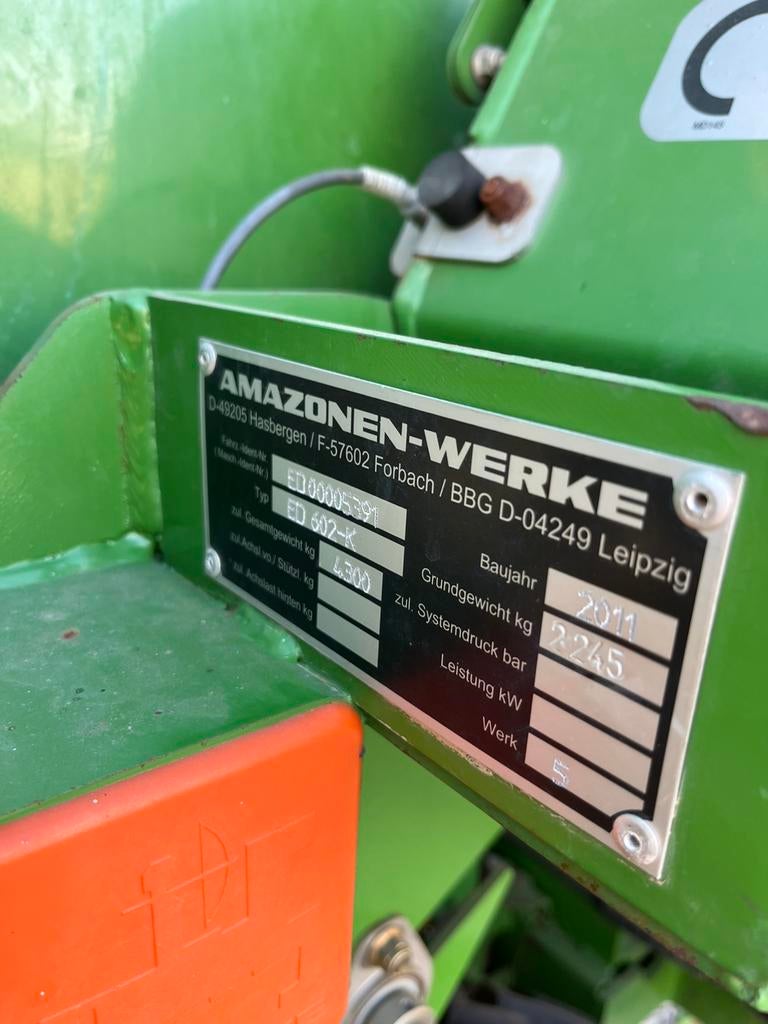 AMAZONEN-WERKE
D-49205 Hasbergen / F-57602 Forbach / BBG D-04249 Leipzig
Fahrz.-Ident-Nr
(Masch.-Ident-Nr.) ED00005391
Typ ED 602-K
zul. Gesamtgewicht kg 4300
zul. Achsl. vo./ Stützl. kg
zul. Achslast hinten kg
Baujahr 2011
Grundgewicht kg 2245
zul. Systemdruck bar
Leistung kW
Werk 5